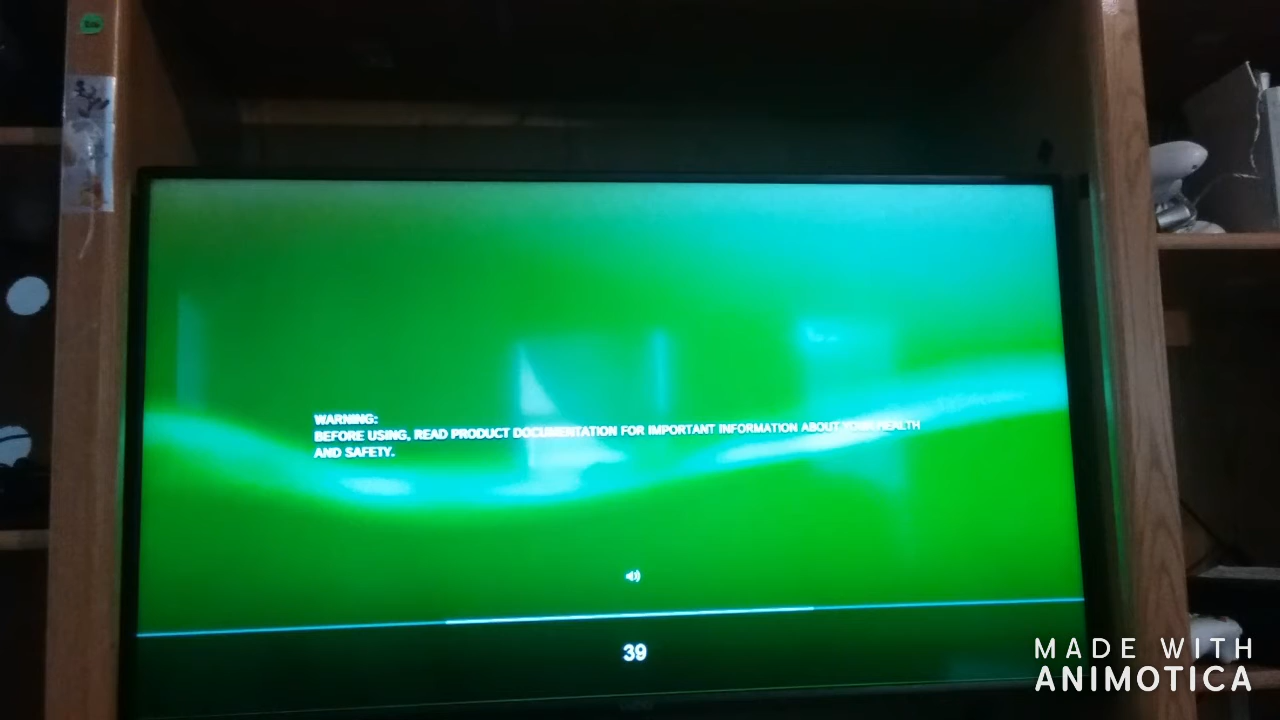 WARNING:
BEFORE USING, READ PRODUCT DOCUMENTATION FOR IMPORTANT INFORMATION ABOUT YOUR HEALTH
AND SAFETY.
39
MADE WITH
ANIMOTICA